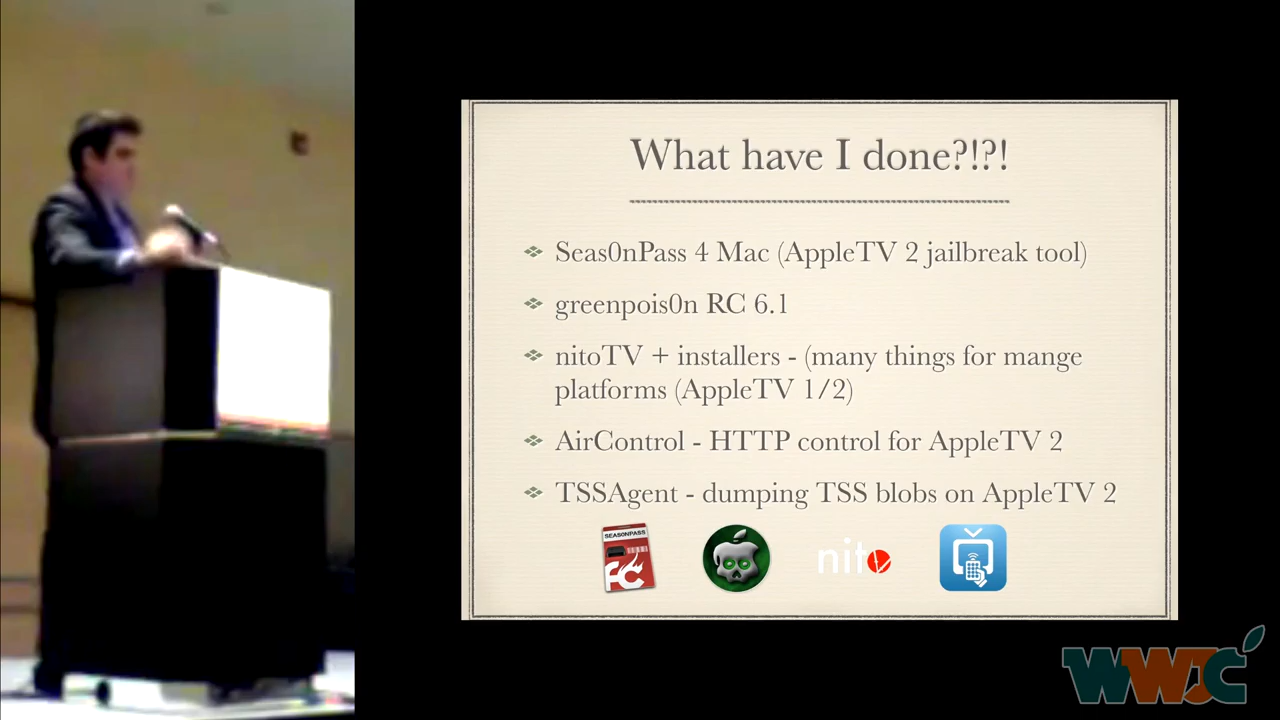 What have I done?!?!
Seas0nPass 4 Mac (AppleTV 2 jailbreak tool)
greenpois0n RC 6.1
nitoTV + installers - (many things for mange
platforms (AppleTV 1/2)
AirControl - HTTP control for AppleTV 2
TSSAgent - dumping TSS blobs on AppleTV 2
SEAS0NPASS
FC
nito
WWJC